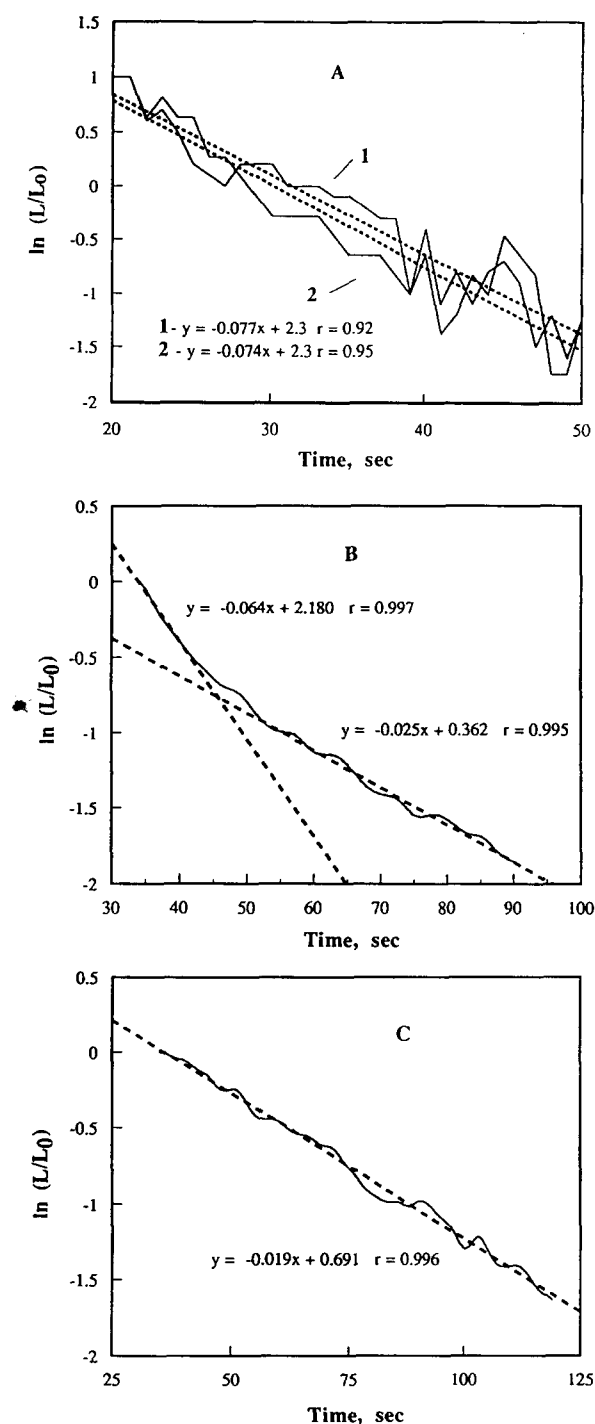 1.5
1
0.5
0
-0.5
-1
-1.5
-2
ln (L/Lo)
A
1
2
1 - y = -0.077x + 2.3 r = 0.92
2 - y = -0.074x + 2.3 r = 0.95
20 30 40 50
Time, sec
0.5
0
-0.5
-1
-1.5
-2
ln (L/L0)
B
y = -0.064x + 2.180 r = 0.997
y = -0.025x + 0.362 r = 0.995
30 40 50 60 70 80 90 100
Time, sec
0.5
0
-0.5
-1
-1.5
-2
ln (L/L0)
C
y = -0.019x + 0.691 r = 0.996
25 50 75 100 125
Time, sec